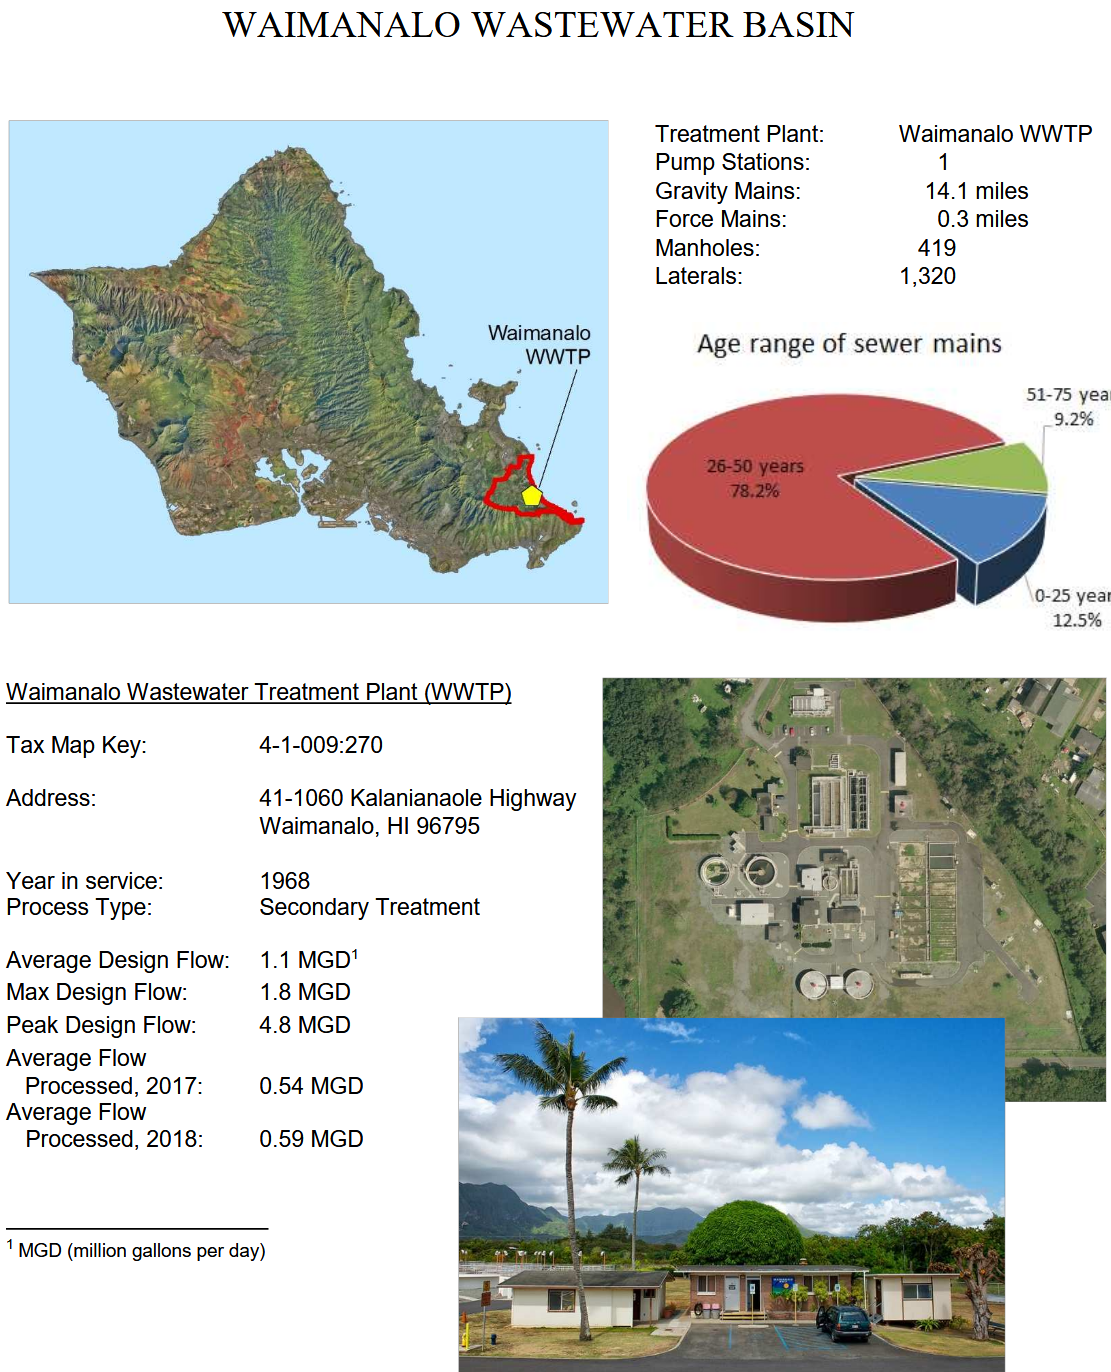 WAIMANALO WASTEWATER BASIN
Waimanalo
WWTP
Treatment Plant: Waimanalo WWTP
Pump Stations: 1
Gravity Mains: 14.1 miles
Force Mains: 0.3 miles
Manholes: 419
Laterals: 1,320
Age range of sewer mains
51-75 year
9.2%
26-50 years
78.2%
0-25 year
12.5%
Waimanalo Wastewater Treatment Plant (WWTP)
Tax Map Key: 4-1-009:270
Address: 41-1060 Kalanianaole Highway
Waimanalo, HI 96795
Year in service: 1968
Process Type: Secondary Treatment
Average Design Flow: 1.1 MGD¹
Max Design Flow: 1.8 MGD
Peak Design Flow: 4.8 MGD
Average Flow
Processed, 2017: 0.54 MGD
Average Flow
Processed, 2018: 0.59 MGD
¹ MGD (million gallons per day)